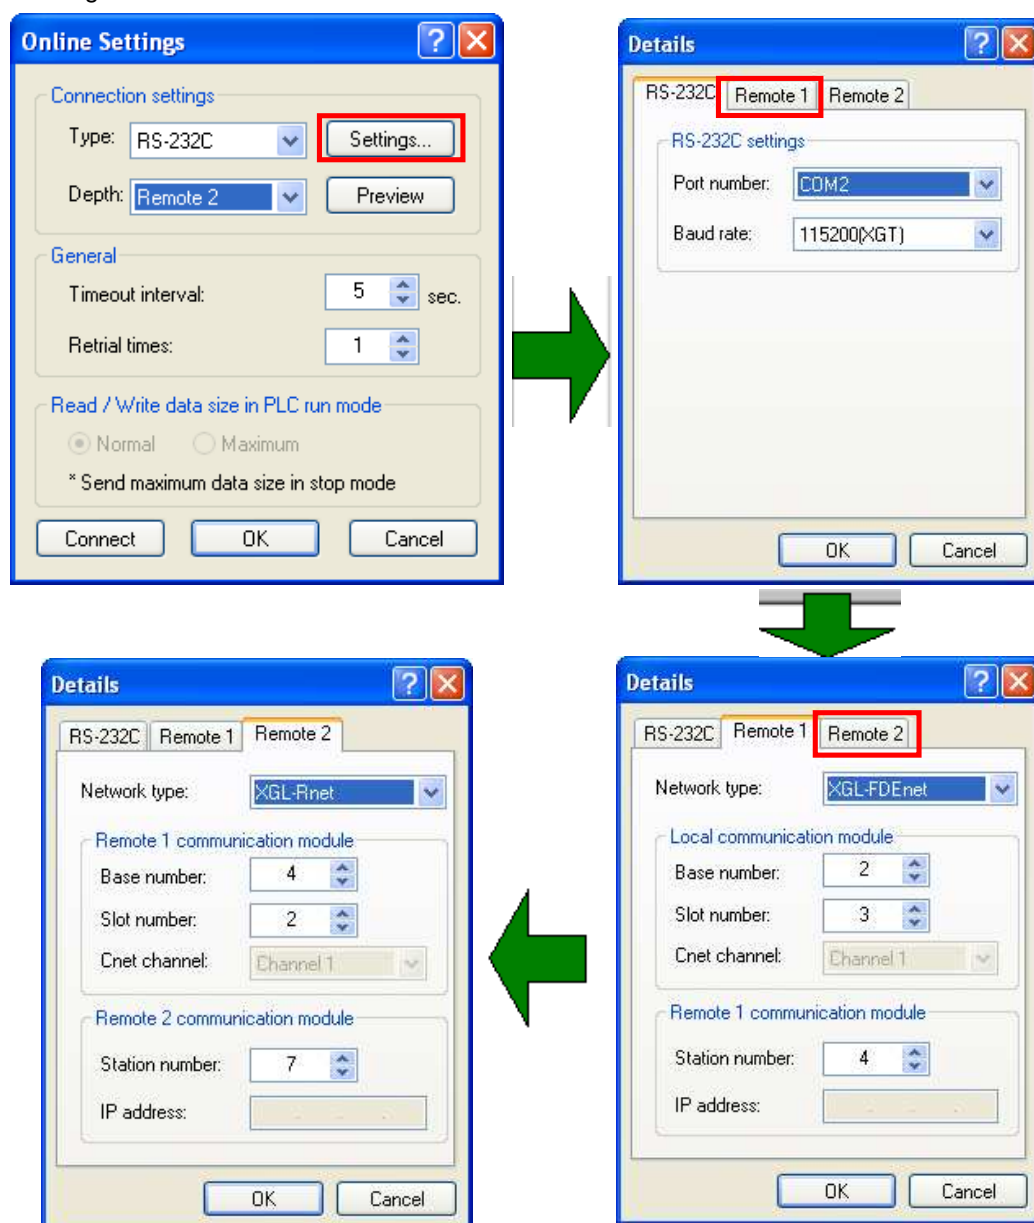 Online Settings
Connection settings
Type: RS-232C Settings...
Depth: Remote 2 Preview
General
Timeout interval: 5 sec.
Retrial times: 1
Read / Write data size in PLC run mode
Normal Maximum
* Send maximum data size in stop mode
Connect OK Cancel
Details
RS-232C Remote 1 Remote 2
RS-232C settings
Port number: COM2
Baud rate: 115200(XGT)
OK Cancel
Details
RS-232C Remote 1 Remote 2
Network type: XGL-FDEnet
Local communication module
Base number: 2
Slot number: 3
Cnet channel: Channel 1
Remote 1 communication module
Station number: 4
IP address:
OK Cancel
Details
RS-232C Remote 1 Remote 2
Network type: XGL-Rnet
Remote 1 communication module
Base number: 4
Slot number: 2
Cnet channel: Channel 1
Remote 2 communication module
Station number: 7
IP address:
OK Cancel